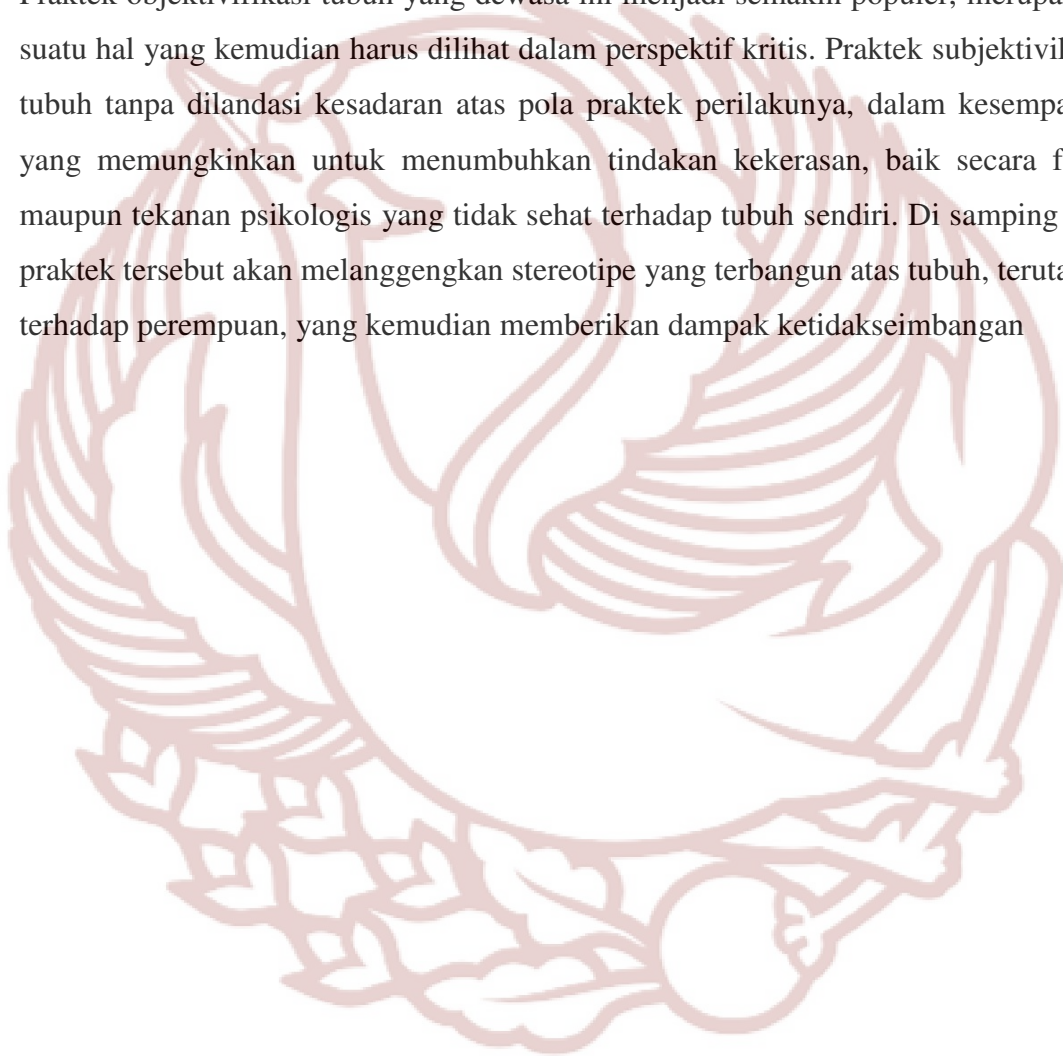 Praktek objektivifikasi tubuh yang dewasa ini menjadi semakin populer,
suatu hal yang kemudian harus dilihat dalam perspektif kritis. Praktek
tubuh tanpa dilandasi kesadaran atas pola praktek perilakunya, dalam
yang memungkinkan untuk menumbuhkan tindakan kekerasan, baik secara
maupun tekanan psikologis yang tidak sehat terhadap tubuh sendiri. Di samping
praktek tersebut akan melanggengkan stereotipe yang terbangun atas tubuh,
terhadap perempuan, yang kemudian memberikan dampak ketidakseimbangan